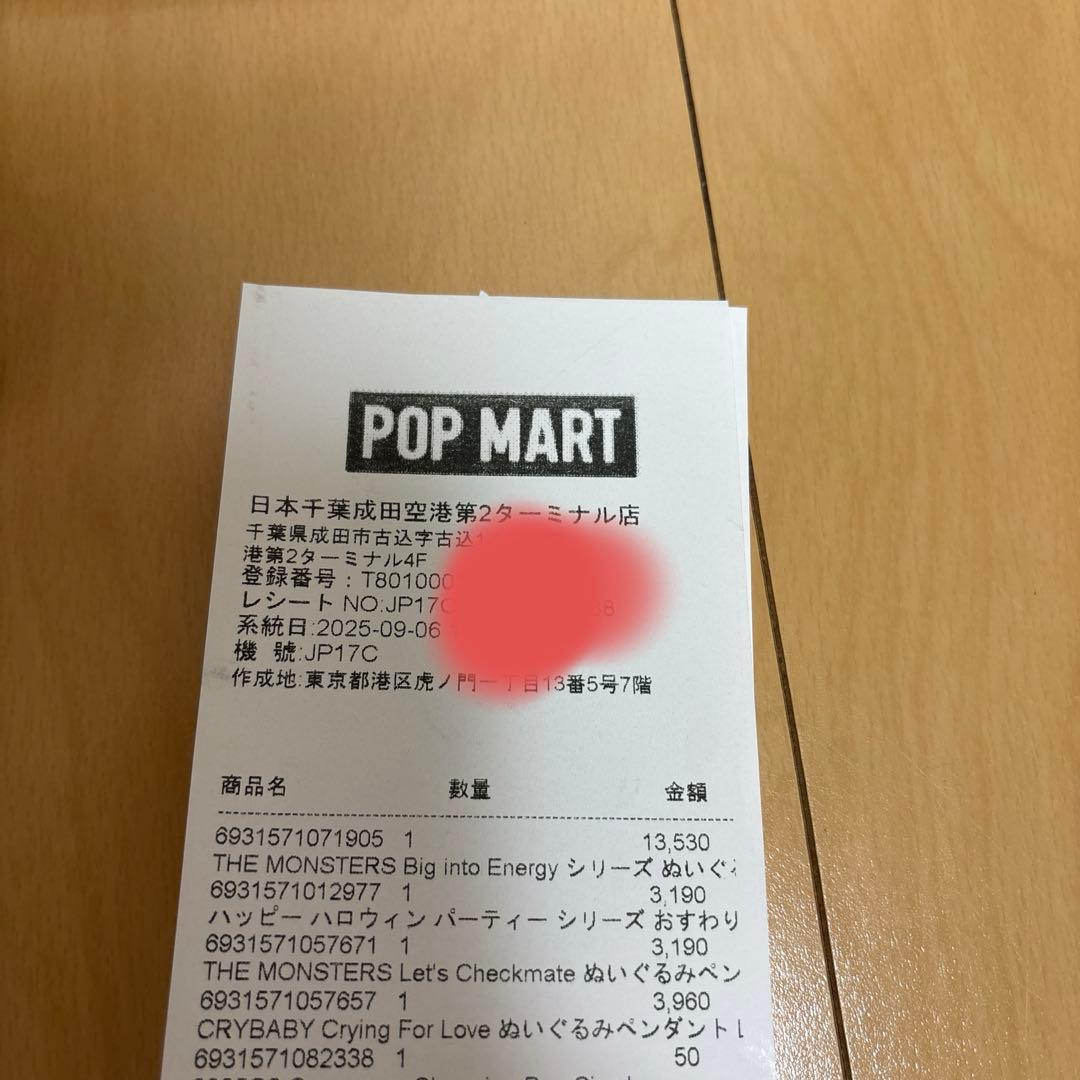 POP MART
日本千葉成田空港第2ターミナル店
千葉県成田市古込字古込1
港第2ターミナル4F
登録番号：T801000
レシート NO:JP17C 38
系統日:2025-09-06
機 號:JP17C
作成地:東京都港区虎ノ門一丁目13番5号7階
商品名 數量 金額
6931571071905 1 13,530
THE MONSTERS Big into Energy シリーズ ぬいぐ
6931571012977 1 3,190
ハッピー ハロウィン パーティー シリーズ おすわり
6931571057671 1 3,190
THE MONSTERS Let's Checkmate ぬいぐるみペン
6931571057657 1 3,960
CRYBABY Crying For Love ぬいぐるみペンダント
6931571082338 1 50